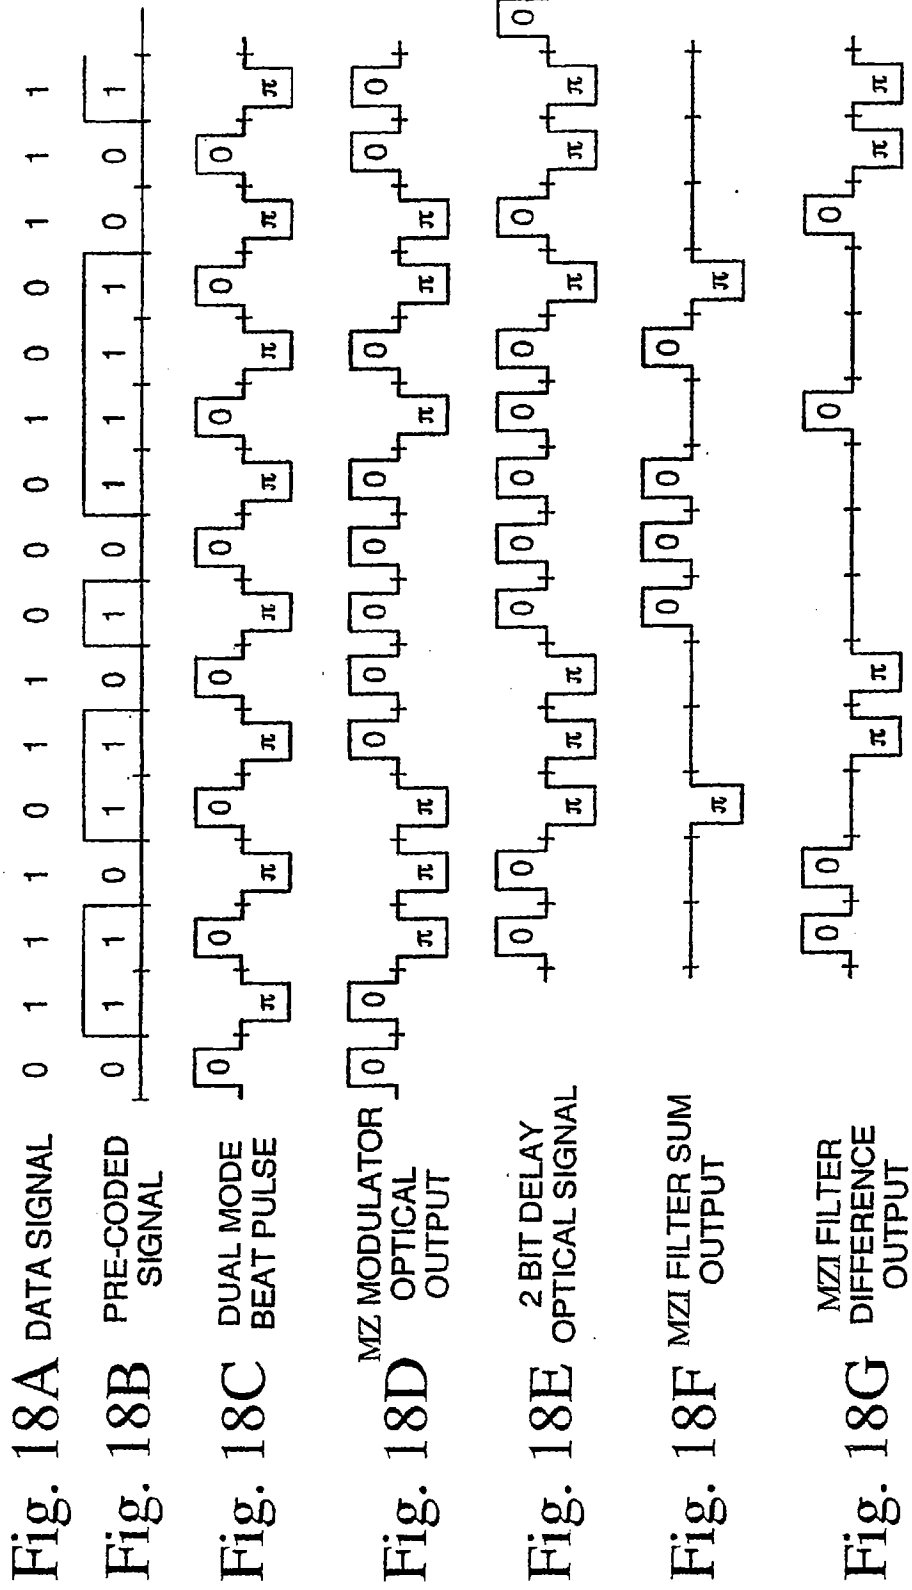 Fig. 18A DATA SIGNAL 0 1 1 1 0 1 1 0 0 0 1 0 0 1 1 1
Fig. 18B PRE-CODED
SIGNAL
0 1 1 0 1 1 0 1 0 1 1 1 1 0 0 1
Fig. 18C DUAL MODE
BEAT PULSE
0 π 0 π 0 π 0 π 0 π 0 π 0 π 0 π
Fig. 18D MZ MODULATOR
OPTICAL
OUTPUT
0 0 π π π 0 0 0 0 0 π 0 π π 0 0
Fig. 18E 2 BIT DELAY
OPTICAL SIGNAL
0 0 π π π 0 0 0 0 0 π 0 π π 0
Fig. 18F MZI FILTER SUM
OUTPUT
π 0 0 0 0 π
Fig. 18G MZI FILTER
DIFFERENCE
OUTPUT
0 0 π π 0 0 π π